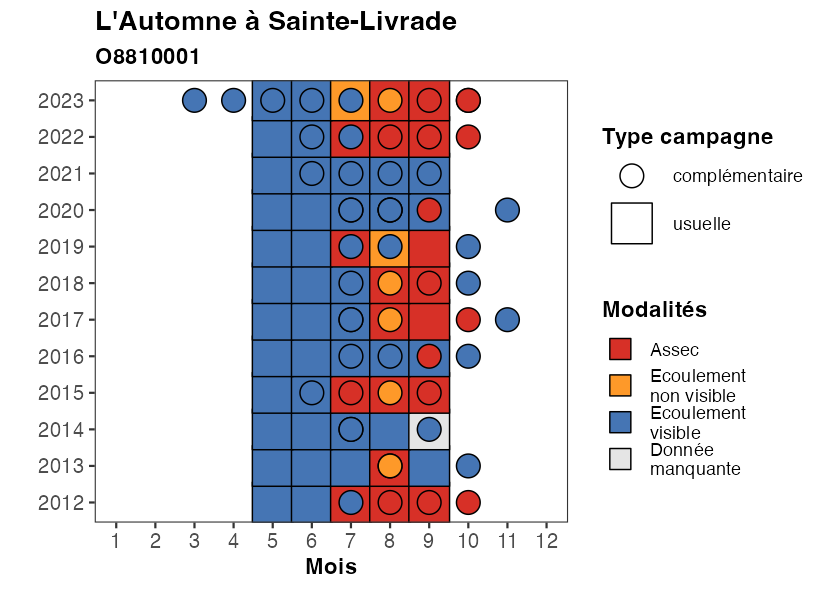 L'Automne à Sainte-Livrade
O8810001
2023
2022
2021
2020
2019
2018
2017
2016
2015
2014
2013
2012
1 2 3 4 5 6 7 8 9 10 11 12
Mois
Type campagne
complémentaire
usuelle
Modalités
Assec
Ecoulement
non visible
Ecoulement
visible
Donnée
manquante